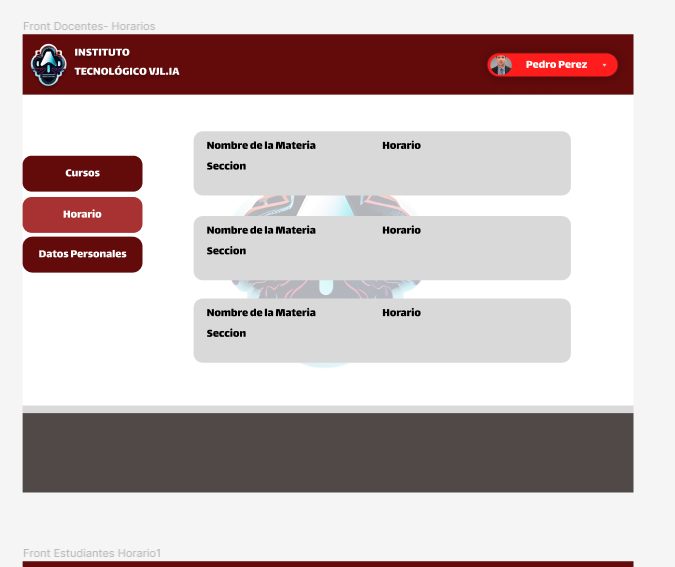 Front Docentes- Horarios
INSTITUTO
TECNOLÓGICO VJL.IA
Pedro Perez
Cursos
Horario
Datos Personales
Nombre de la Materia Horario
Seccion
Nombre de la Materia Horario
Seccion
Nombre de la Materia Horario
Seccion
Front Estudiantes Horario1